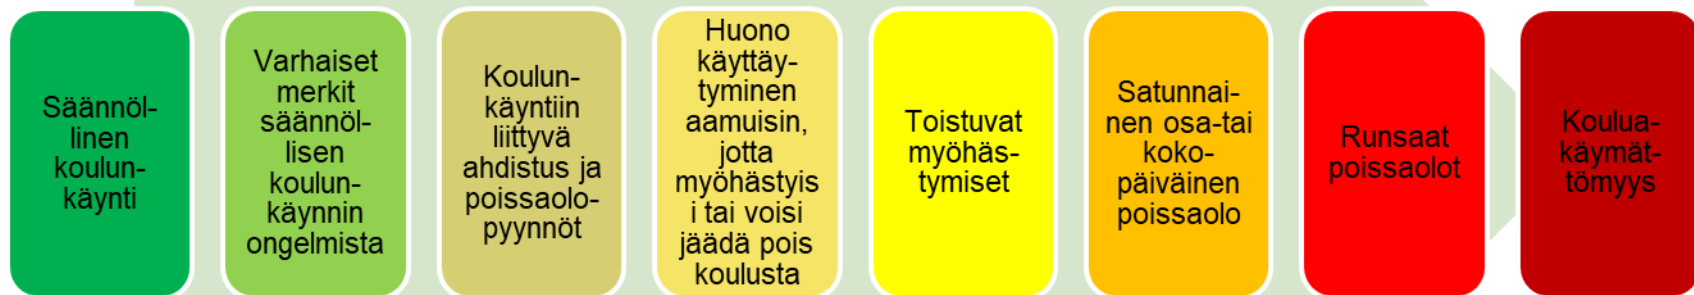 Säännöl-
linen
koulun-
käynti
Varhaiset
merkit
säännöl-
lisen
koulun-
käynnin
ongelmista
Koulun-
käyntiin
liittyvä
ahdistus ja
poissaolo-
pyynnöt
Huono
käyttäy-
tyminen
aamuisin,
jotta
myöhästyis
i tai voisi
jäädä pois
koulusta
Toistuvat
myöhäs-
tymiset
Satunnai-
nen osa-tai
koko-
päiväinen
poissaolo
Runsaat
poissaolot
Koulua-
käymät-
tömyys